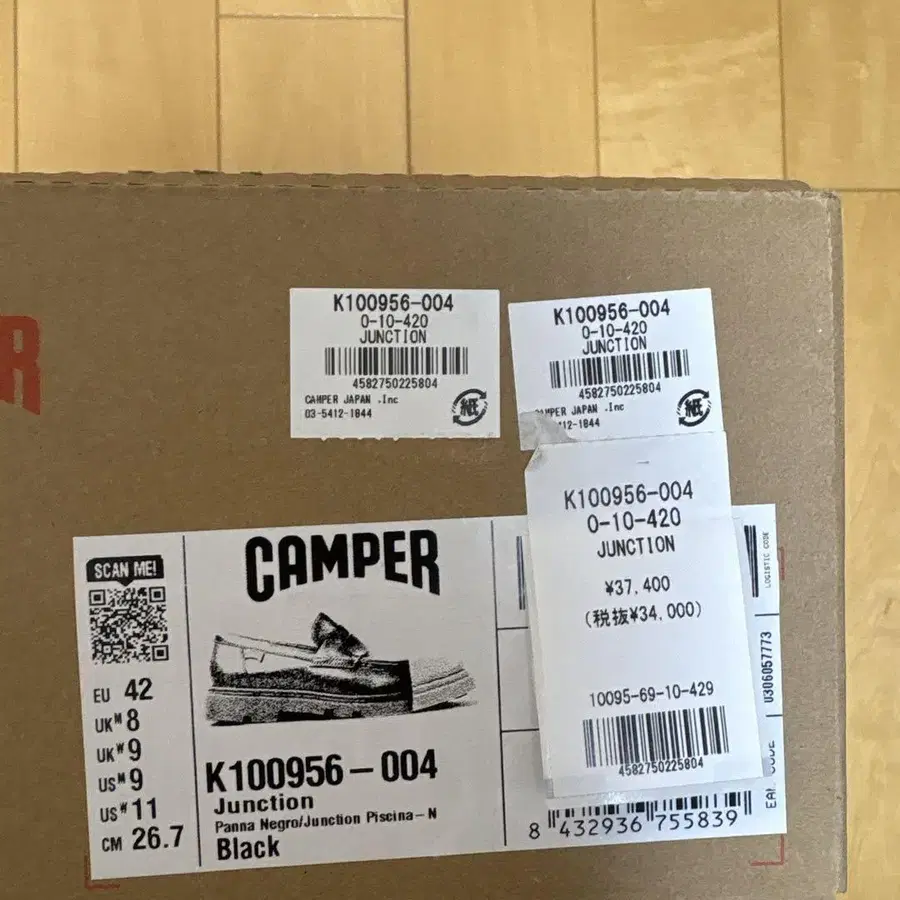 K100956-004
0-10-420
JUNCTION
4582750225804
CAMPER JAPAN .Inc
03-5412-1844
紙
K100956-004
0-10-420
JUNCTION
4582750225804
JAPAN .Inc
412-1844
紙
K100956-004
0-10-420
JUNCTION
¥37,400
(税抜¥34,000)
10095-69-10-429
4582750225804
R
SCAN ME!
EU 42
UK M 8
UK W 9
US M 9
US W 11
CM 26.7
CAMPER
K100956-004
Junction
Panna Negro/Junction Piscina-N
Black
LOGISTIC CODE
U306057773
CODE
8 432936 755839